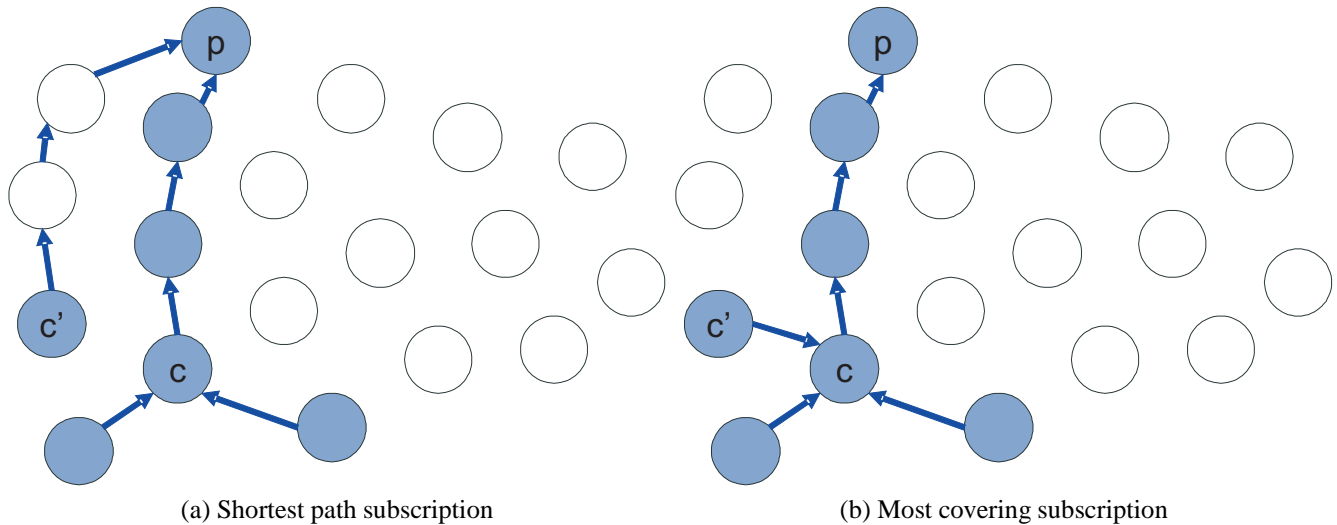 p
c'
c
(a) Shortest path subscription
p
c'
c
(b) Most covering subscription